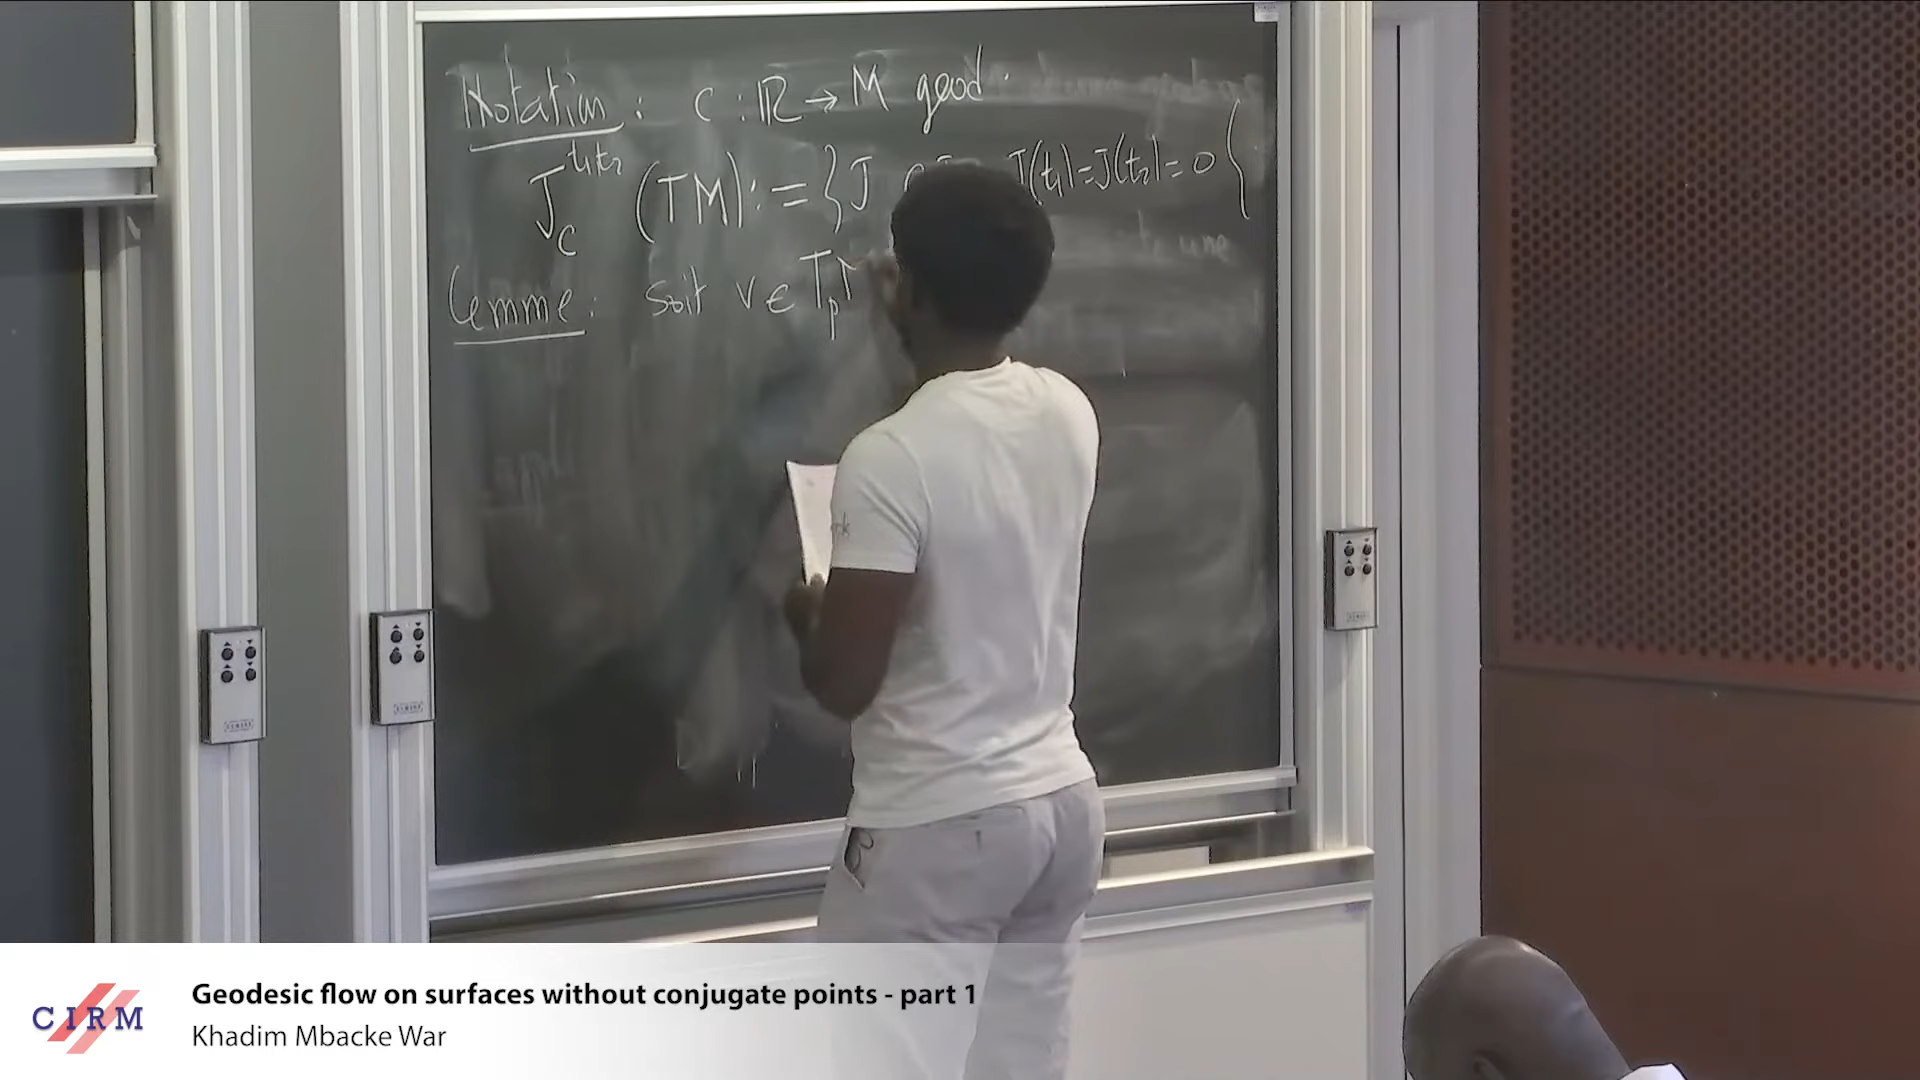 Notation : C : ℝ → M geod.
J_C^{t₁,t₂} (TM) := } J J(t₁) = J(t₂) = 0 {
Lemme : soit v ∈ T_p
CIRM
Geodesic flow on surfaces without conjugate points - part 1
Khadim Mbacke War